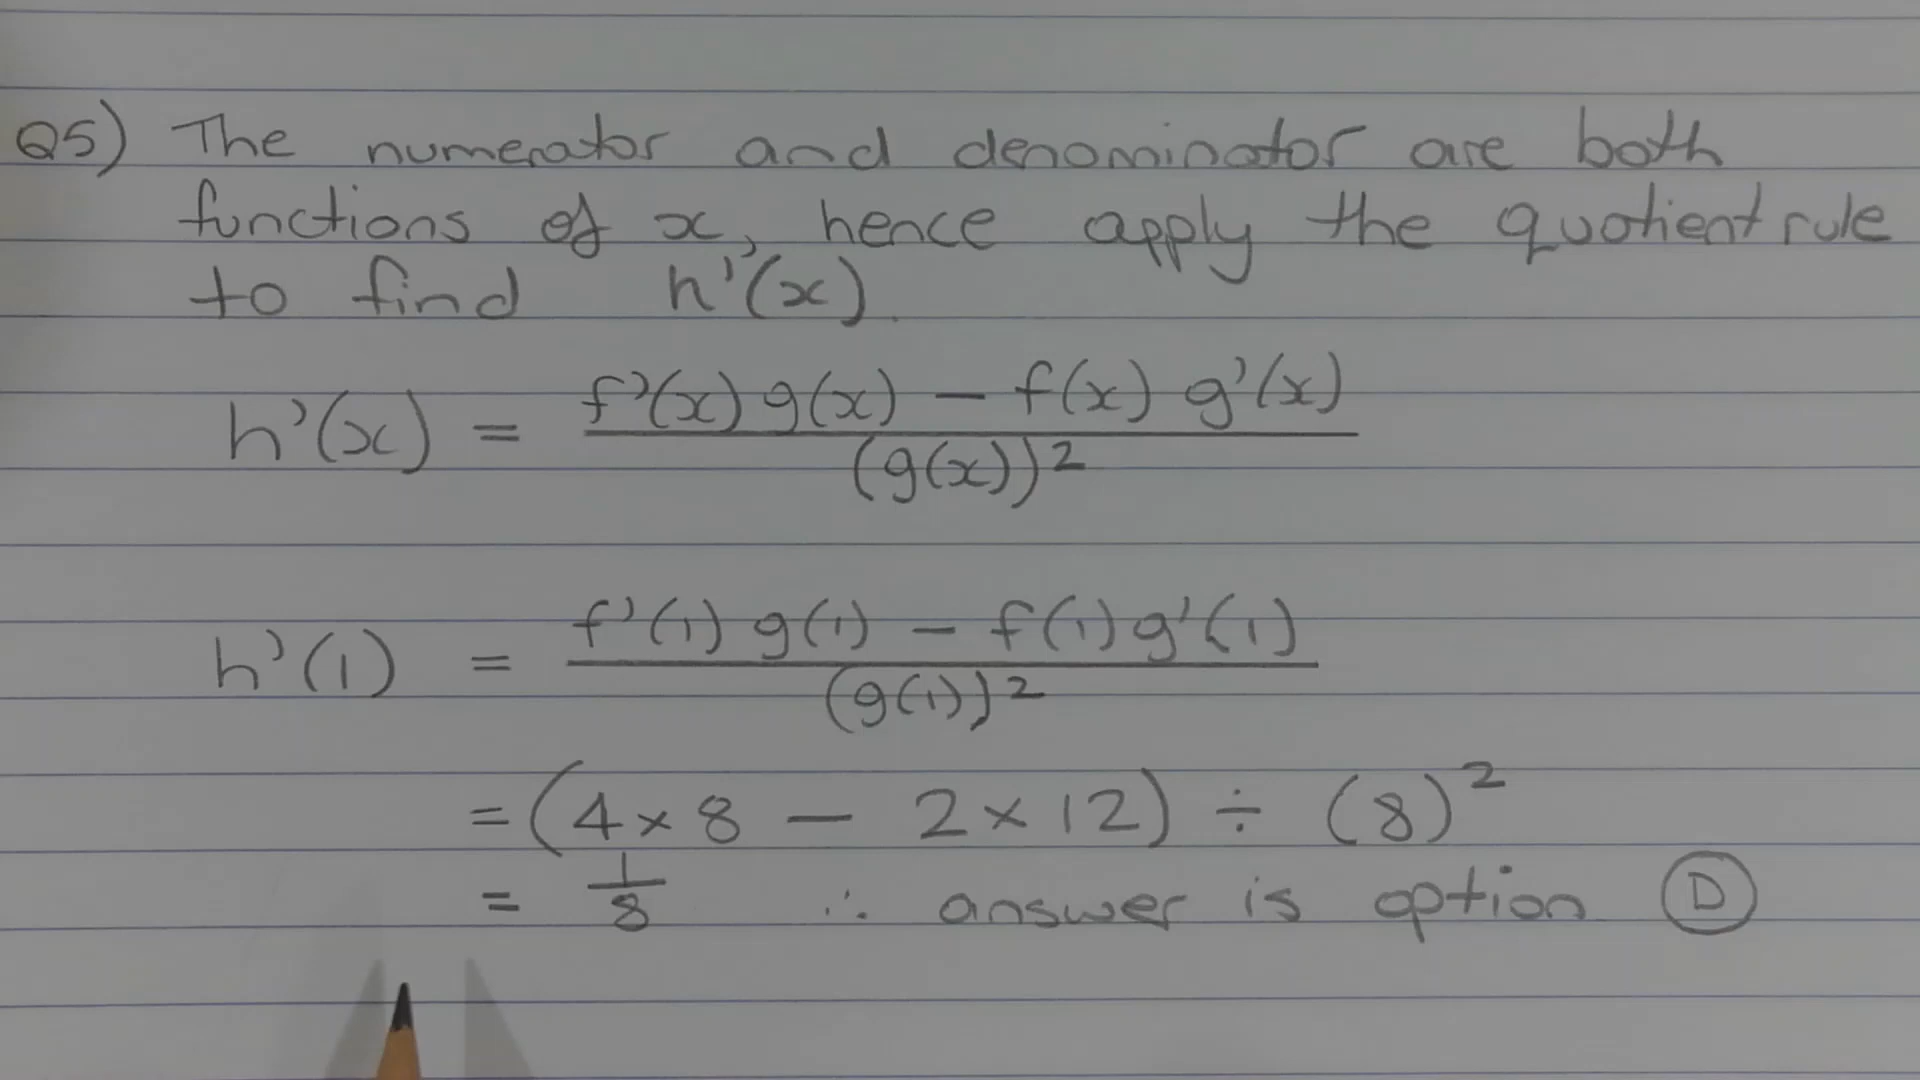 Q5) The numerator and denominator are both
functions of x, hence apply the quotient rule
to find h'(x).
h'(x) = f'(x) g(x) - f(x) g'(x) / (g(x))²
h'(1) = f'(1) g(1) - f(1) g'(1) / (g(1))²
= (4 x 8 - 2 x 12) ÷ (8)²
= 1/8 ∴ answer is option D